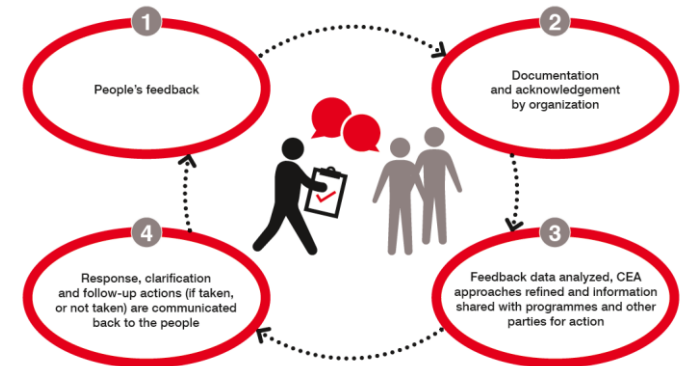 1
People's feedback
2
Documentation
and acknowledgement
by organization
3
Feedback data analyzed, CEA
approaches refined and information
shared with programmes and other
parties for action
4
Response, clarification
and follow-up actions (if taken,
or not taken) are communicated
back to the people